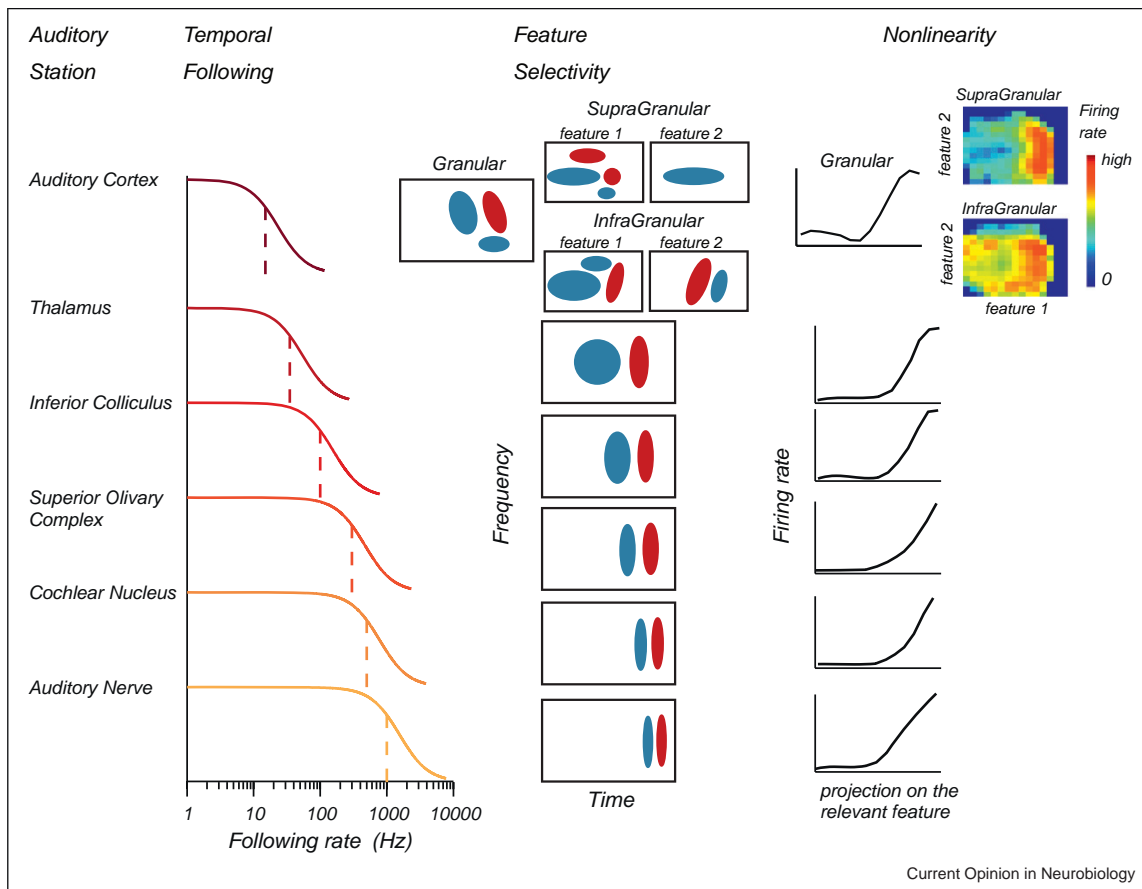 Auditory Station
Temporal Following
Feature Selectivity
Nonlinearity
Auditory Cortex
Thalamus
Inferior Colliculus
Superior Olivary
Complex
Cochlear Nucleus
Auditory Nerve
1 10 100 1000 10000
Following rate (Hz)
Granular
SupraGranular
feature 1 feature 2
InfraGranular
feature 1 feature 2
Frequency
Time
Granular
SupraGranular
feature 2
InfraGranular
feature 2
feature 1
Firing
rate
high
0
Firing rate
projection on the
relevant feature
Current Opinion in Neurobiology